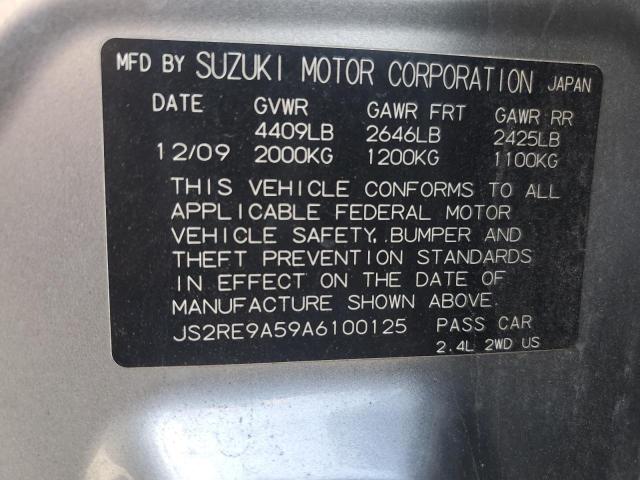 MFD BY SUZUKI MOTOR CORPORATION JAPAN
DATE GVWR GAWR FRT GAWR RR
4409LB 2646LB 2425LB
12/09 2000KG 1200KG 1100KG
THIS VEHICLE CONFORMS TO ALL
APPLICABLE FEDERAL MOTOR
VEHICLE SAFETY, BUMPER AND
THEFT PREVENTION STANDARDS
IN EFFECT ON THE DATE OF
MANUFACTURE SHOWN ABOVE.
JS2RE9A59A6100125 PASS CAR
2.4L 2WD US